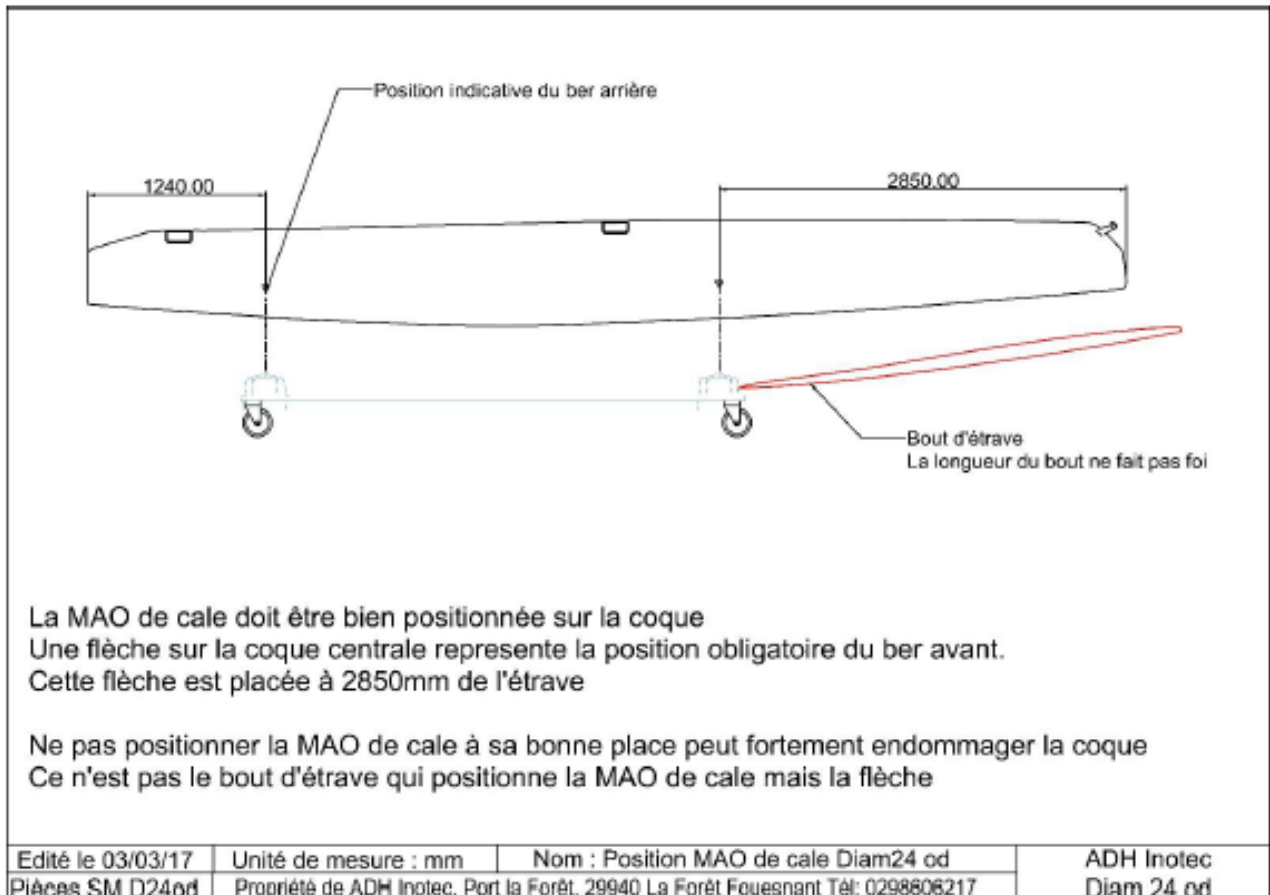 Position indicative du ber arrière
1240.00
2850.00
Bout d'étrave
La longueur du bout ne fait pas foi
La MAO de cale doit être bien positionnée sur la coque
Une flèche sur la coque centrale represente la position obligatoire du ber avant.
Cette flèche est placée à 2850mm de l'étrave
Ne pas positionner la MAO de cale à sa bonne place peut fortement endommager la coque
Ce n'est pas le bout d'étrave qui positionne la MAO de cale mais la flèche
Edité le 03/03/17 Unité de mesure : mm Nom : Position MAO de cale Diam24 od ADH Inotec
Pièces SM D24od Propriété de ADH Inotec, Port la Forêt, 29940 La Forêt Fouesnant Tél: 0298606217 Diam 24 od